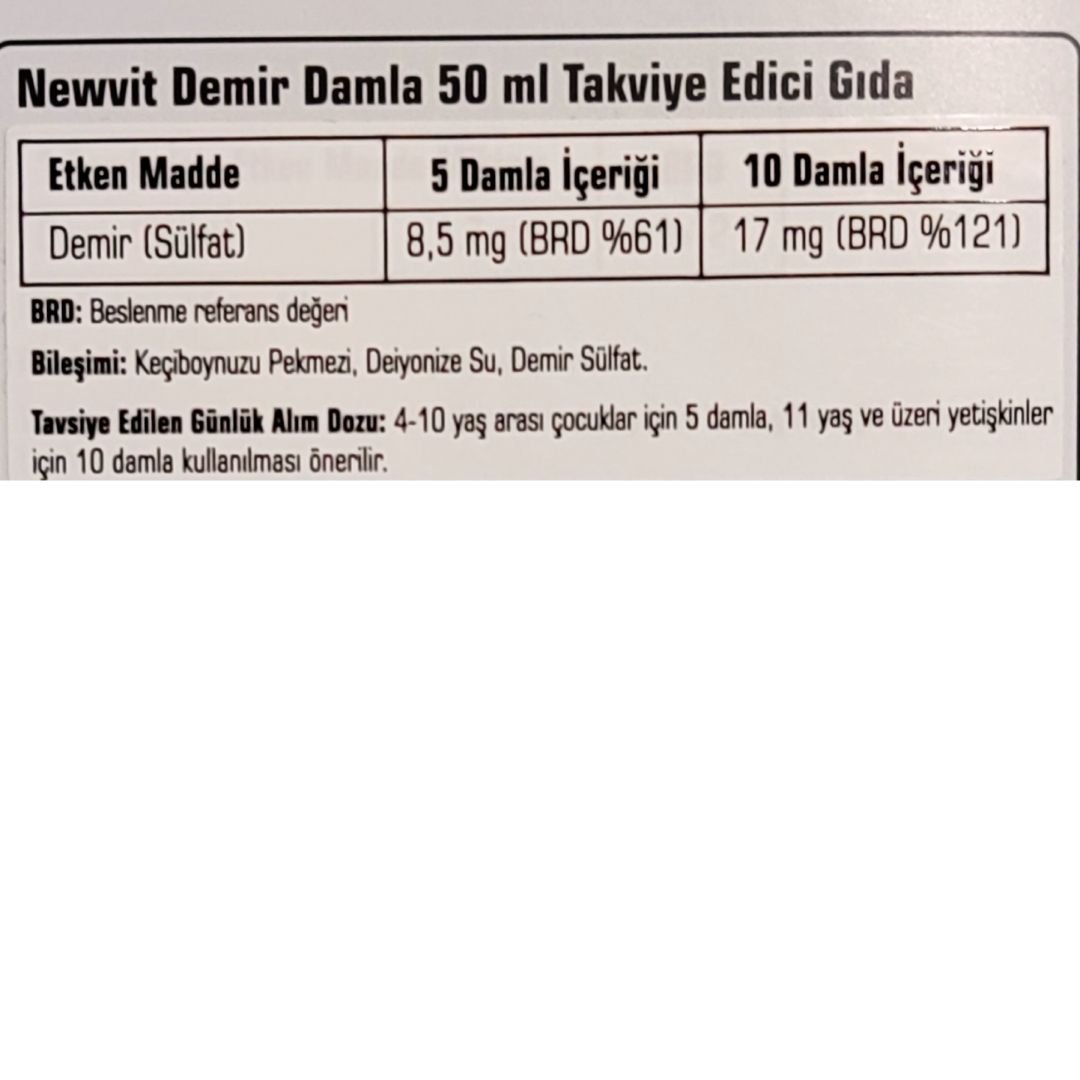 Newvit Demir Damla 50 ml Takviye Edici Gıda
Etken Madde 5 Damla İçeriği 10 Damla İçeriği
Demir (Sülfat) 8,5 mg (BRD %61) 17 mg (BRD %121)
BRD: Beslenme referans değeri
Bileşimi: Keçiboynuzu Pekmezi, Deiyonize Su, Demir Sülfat.
Tavsiye Edilen Günlük Alım Dozu: 4-10 yaş arası çocuklar için 5 damla, 11 yaş ve üzeri yetişkinler
için 10 damla kullanılması önerilir.